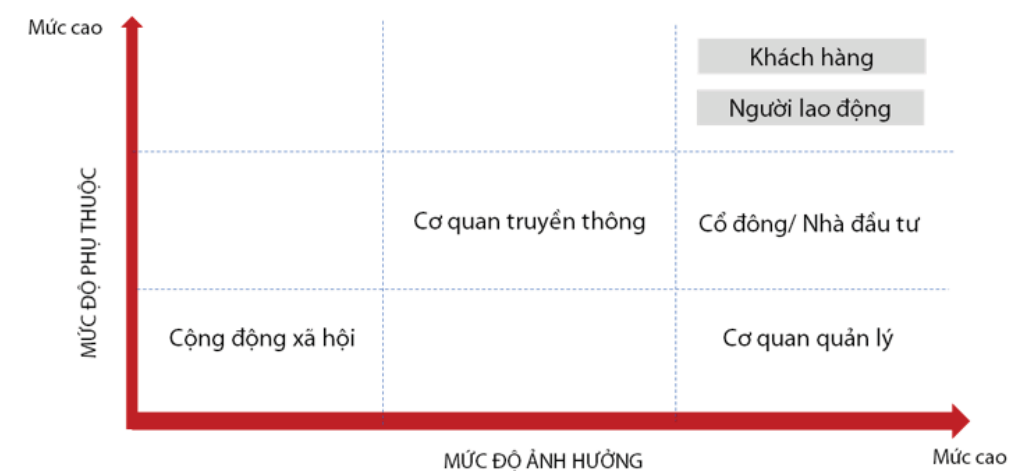 Mức cao
Khách hàng
Người lao động
MỨC ĐỘ PHỤ THUỘC
Cơ quan truyền thông
Cổ đông/ Nhà đầu tư
Cộng động xã hội
Cơ quan quản lý
MỨC ĐỘ ẢNH HƯỞNG
Mức cao